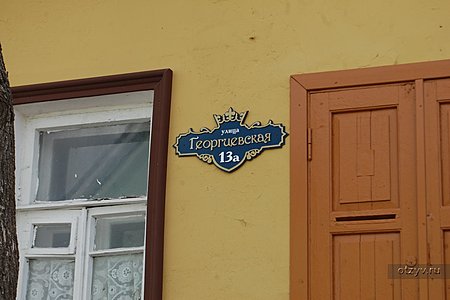 улица
Георгиевская
13а
otzyv.ru